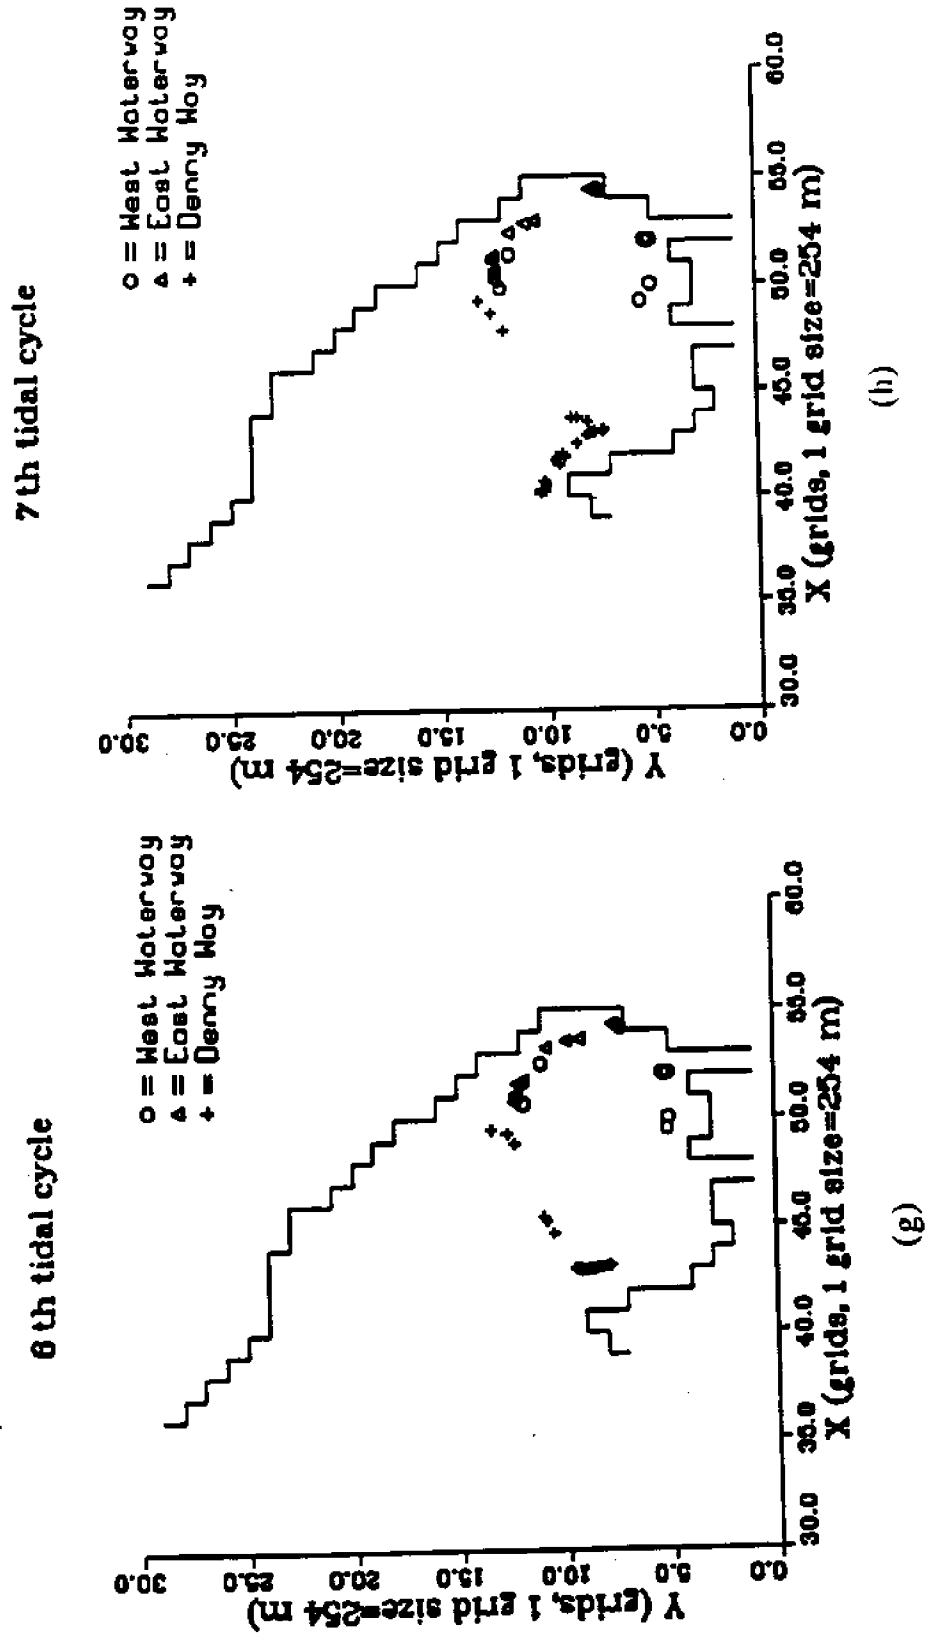 6th tidal cycle
o = West Waterway
▵ = East Waterway
+ = Denny Way
Y (grids, 1 grid size=254 m)
30.0
25.0
20.0
15.0
10.0
5.0
0.0
30.0
35.0
40.0
45.0
50.0
55.0
60.0
X (grids, 1 grid size=254 m)
(g)
7th tidal cycle
o = West Waterway
▵ = East Waterway
+ = Denny Way
Y (grids, 1 grid size=254 m)
30.0
25.0
20.0
15.0
10.0
5.0
0.0
30.0
35.0
40.0
45.0
50.0
55.0
60.0
X (grids, 1 grid size=254 m)
(h)